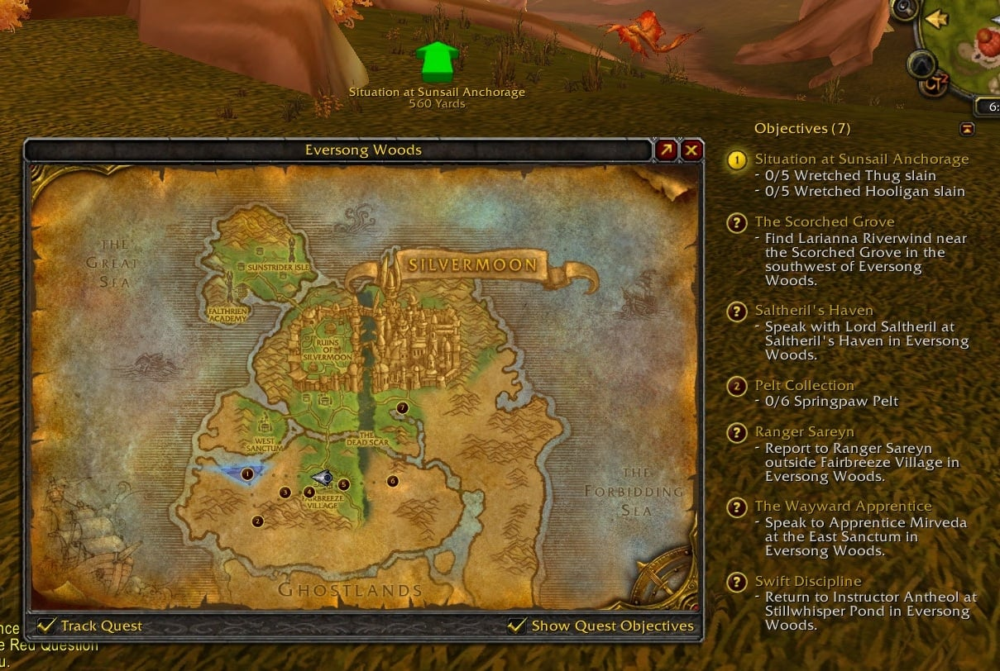 Situation at Sunsail Anchorage
560 Yards
6:
Objectives (7)
1 Situation at Sunsail Anchorage
- 0/5 Wretched Thug slain
- 0/5 Wretched Hooligan slain
? The Scorched Grove
- Find Larianna Riverwind near
the Scorched Grove in the
southwest of Eversong
Woods.
? Saltheril's Haven
- Speak with Lord Saltheril at
Saltheril's Haven in Eversong
Woods.
2 Pelt Collection
- 0/6 Springpaw Pelt
? Ranger Sareyn
- Report to Ranger Sareyn
outside Fairbreeze Village in
Eversong Woods.
? The Wayward Apprentice
- Speak to Apprentice Mirveda
at the East Sanctum in
Eversong Woods.
? Swift Discipline
- Return to Instructor Antheol at
Stillwhisper Pond in Eversong
Woods.
Eversong Woods
THE
GREAT
SEA
SUNSTRIDER ISLE
SILVERMOON
FALTHRIEN
ACADEMY
RUINS
OF
SILVERMOON
7
WEST
SANCTUM
THE
DEAD SCAR
1
3
4
5
6
FAIRBREEZE
VILLAGE
2
THE
FORBIDDING
SEA
GHOSTLANDS
Track Quest
Show Quest Objectives
nce
e Red Question
u.